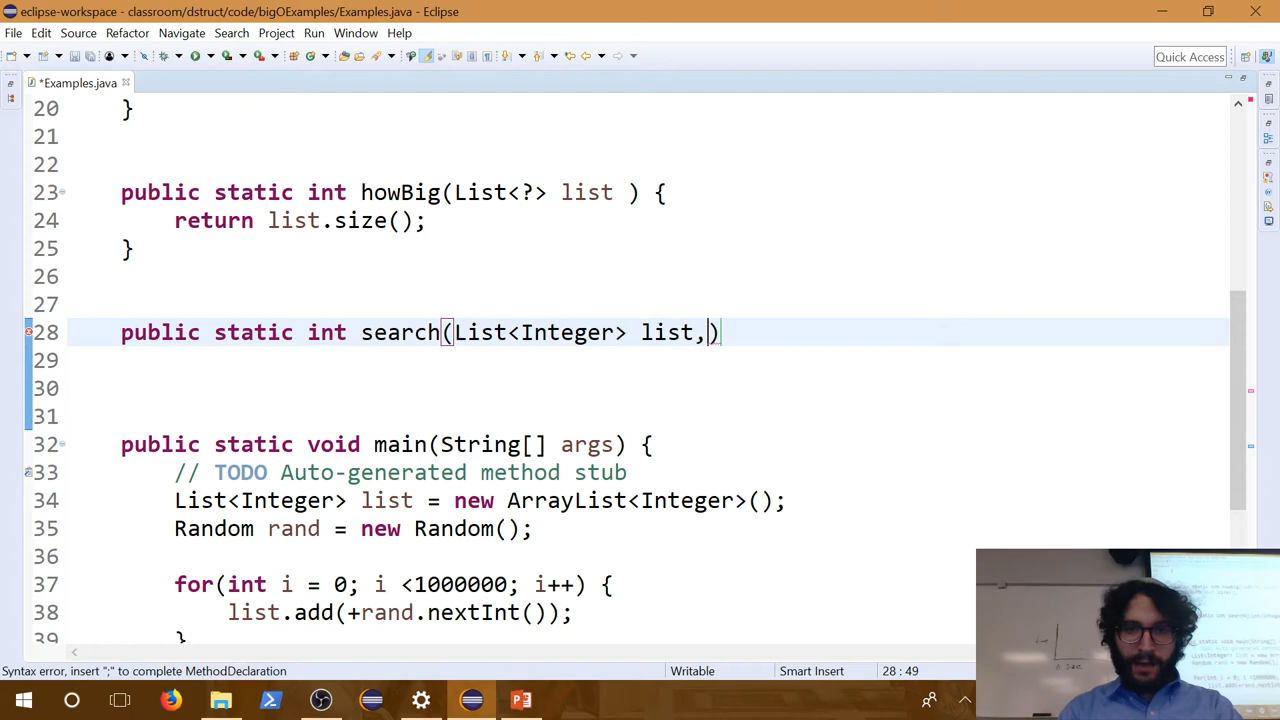 eclipse-workspace - classroom/dstruct/code/bigOExamples/Examples.java - Eclipse
File Edit Source Refactor Navigate Search Project Run Window Help
Quick Access
*Examples.java
20 }
21
22
23 public static int howBig(List<?> list ) {
24 return list.size();
25 }
26
27
28 public static int search(List<Integer> list,)
29
30
31
32 public static void main(String[] args) {
33 // TODO Auto-generated method stub
34 List<Integer> list = new ArrayList<Integer>();
35 Random rand = new Random();
36
37 for(int i = 0; i <1000000; i++) {
38 list.add(+rand.nextInt());
39 }
Syntax error, insert ";" to complete MethodDeclaration Writable Smart Insert 28 : 49